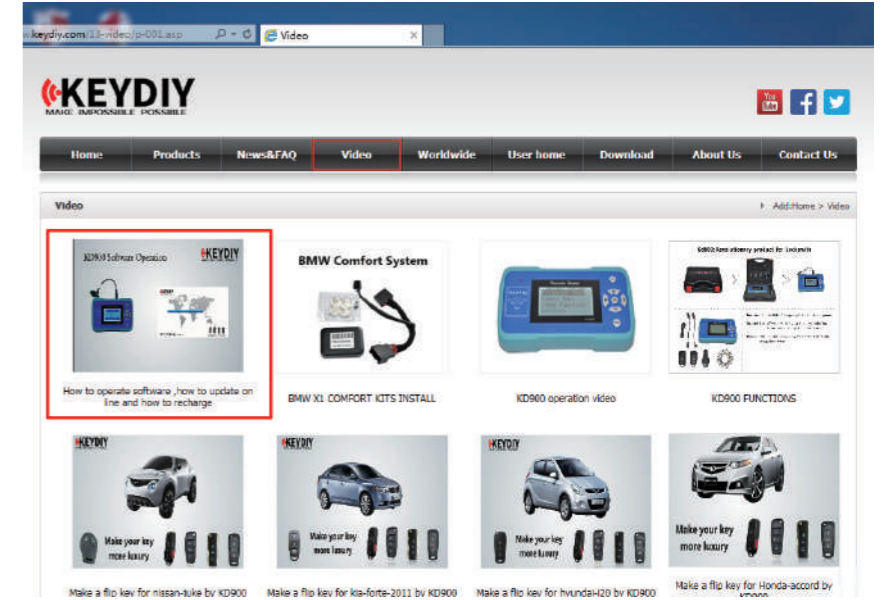 keydiy.com/13-video/p-001.asp
Video
KEYDIY
MAKE IMPOSSIBLE POSSIBLE
You
Tube
Home Products News&FAQ Video Worldwide User home Download About Us Contact Us
Video
Add:Home > Video
KD900 Software Operation
KEYDIY
How to operate software ,how to update on
line and how to recharge
BMW Comfort System
BMW X1 COMFORT KITS INSTALL
KD900 operation video
KD900 FUNCTIONS
KEYDIY
Make your key
more luxury
Make a flip key for nissan-juke by KD900
KEYDIY
Make your key
more luxury
Make a flip key for kia-forte-2011 by KD900
KEYDIY
Make your key
more luxury
Make a flip key for hyundai-i20 by KD900
Make your key
more luxury
Make a flip key for Honda-accord by
KD900